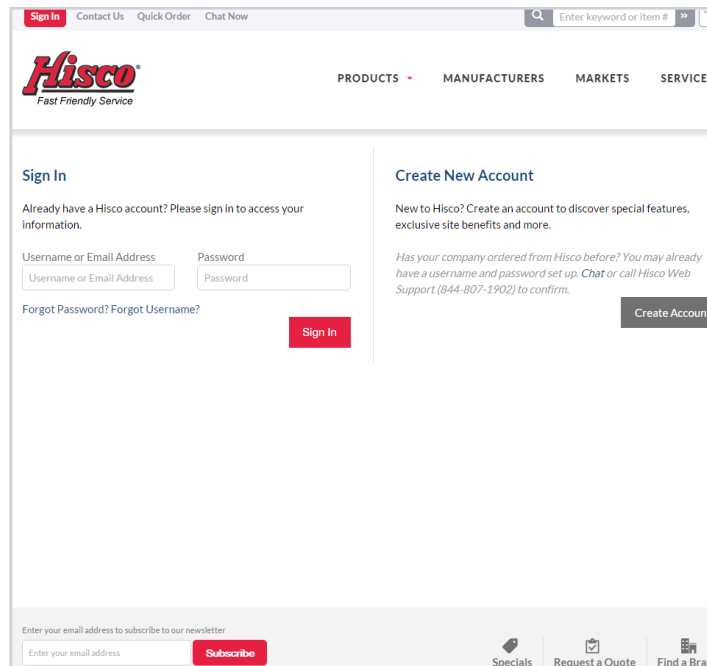 Sign In Contact Us Quick Order Chat Now Enter keyword or item # »
Hisco®
Fast Friendly Service
PRODUCTS MANUFACTURERS MARKETS
Sign In
Already have a Hisco account? Please sign in to access your
information.
Username or Email Address Password
Username or Email Address Password
Forgot Password? Forgot Username?
Sign In
Create New Account
New to Hisco? Create an account to discover special features,
exclusive site benefits and more.
Has your company ordered from Hisco before? You may already
have a username and password set up. Chat or call Hisco Web
Support (844-807-1902) to confirm.
Create Accoun
Enter your email address to subscribe to our newsletter
Enter your email address Subscribe
Specials Request a Quote Find a Bra